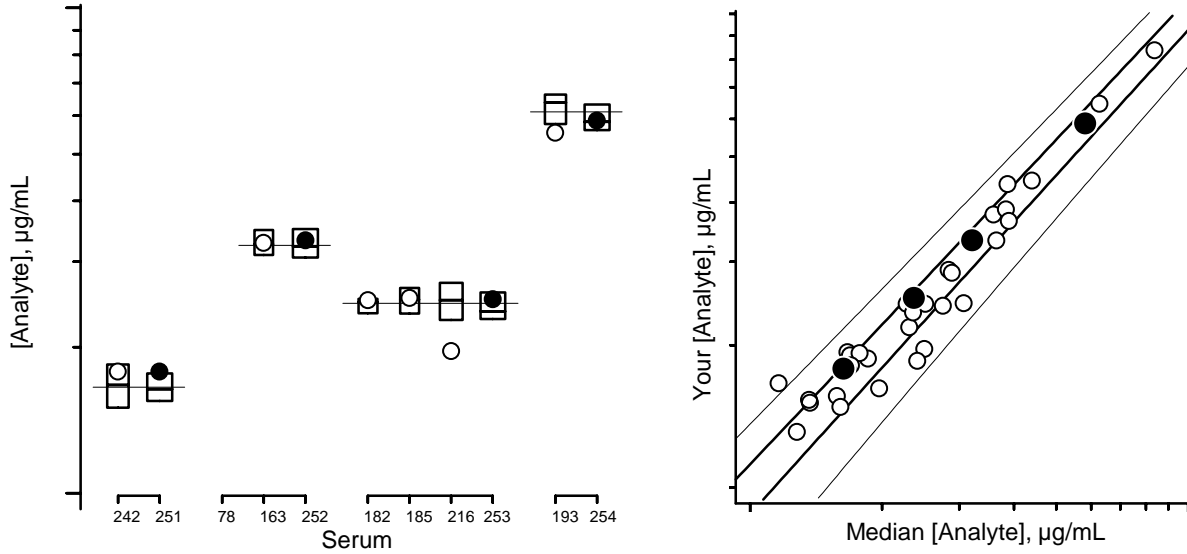 [Analyte], µg/mL
242 251 78 163 252 182 185 216 253 193 254
Serum
Your [Analyte], µg/mL
Median [Analyte], µg/mL